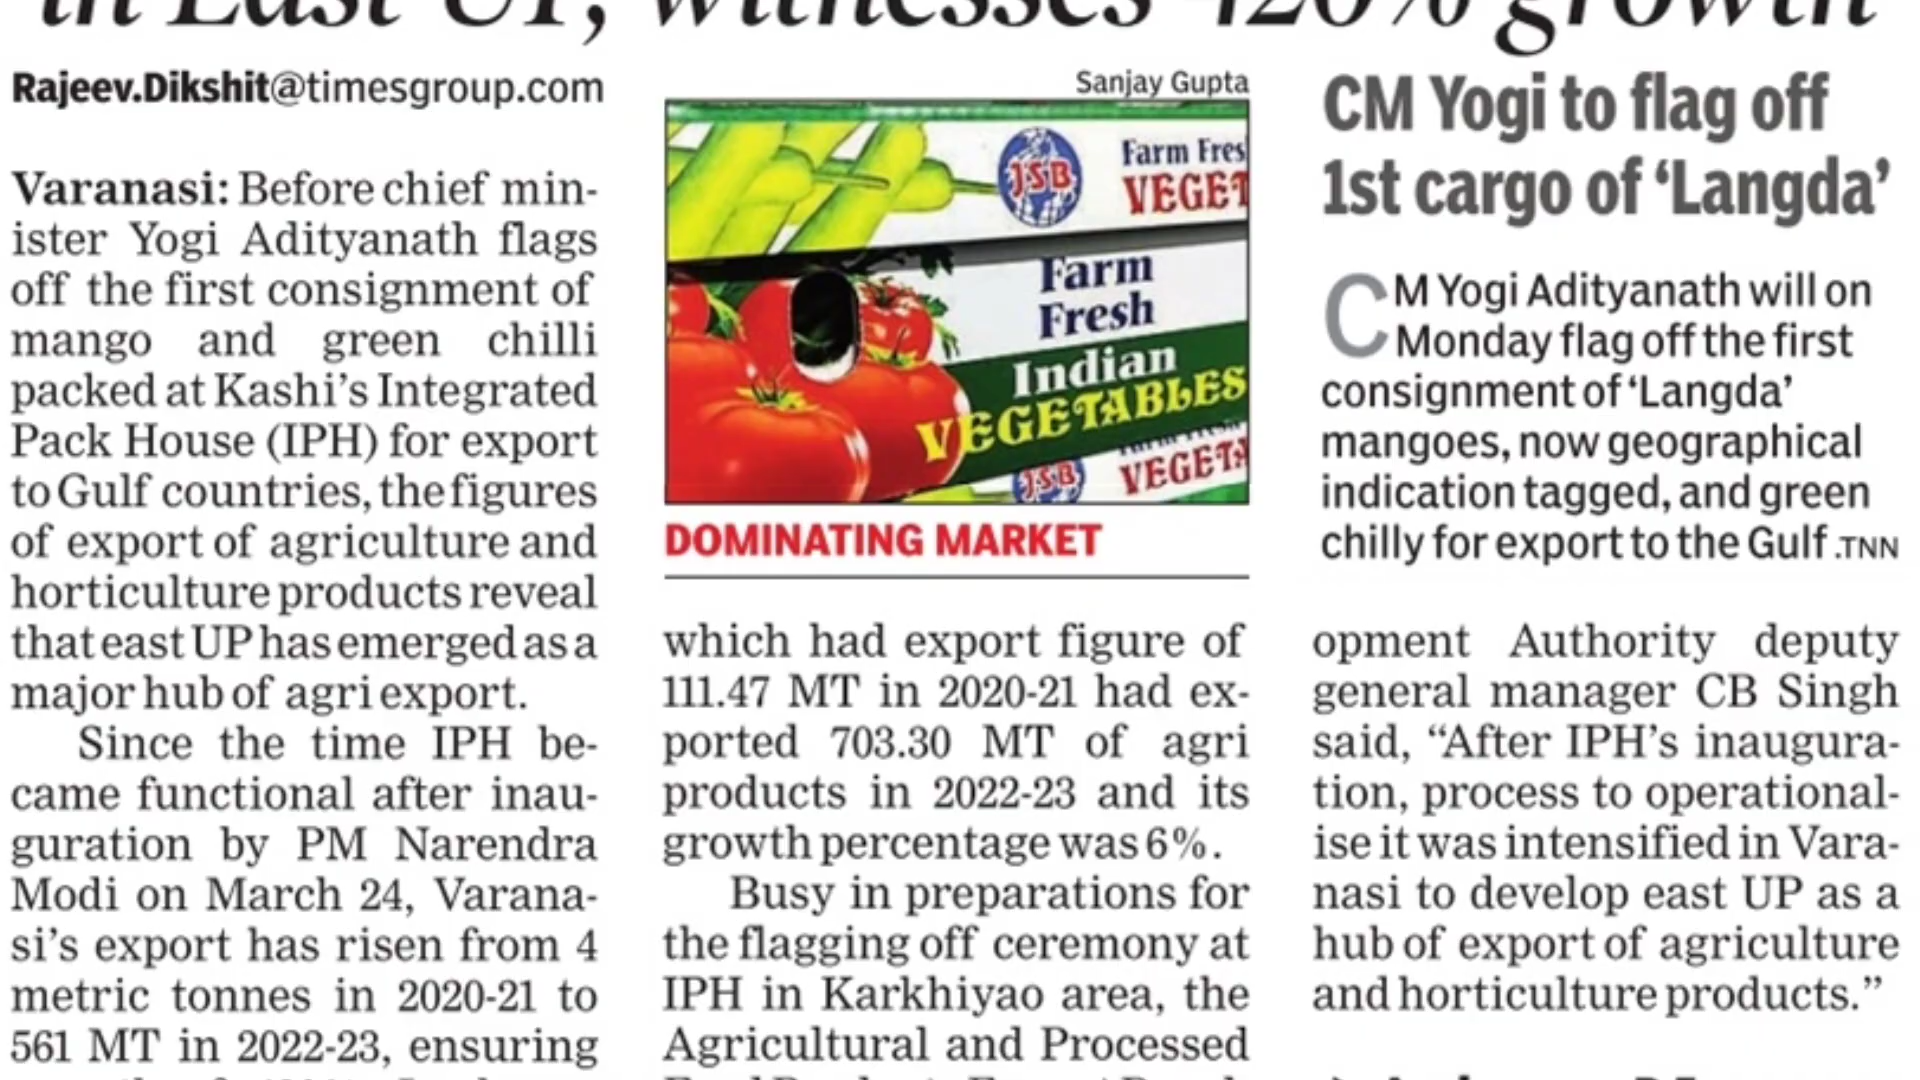 in East UP, witnesses 420% growth
Rajeev.Dikshit@timesgroup.com
Varanasi: Before chief min-
ister Yogi Adityanath flags
off the first consignment of
mango and green chilli
packed at Kashi's Integrated
Pack House (IPH) for export
to Gulf countries, the figures
of export of agriculture and
horticulture products reveal
that east UP has emerged as a
major hub of agri export.
Since the time IPH be-
came functional after inau-
guration by PM Narendra
Modi on March 24, Varana-
si's export has risen from 4
metric tonnes in 2020-21 to
561 MT in 2022-23, ensuring
Sanjay Gupta
JSB
Farm Fres
VEGET
Farm
Fresh
Indian
VEGETABLES
JSB
VEGETA
DOMINATING MARKET
which had export figure of
111.47 MT in 2020-21 had ex-
ported 703.30 MT of agri
products in 2022-23 and its
growth percentage was 6%.
Busy in preparations for
the flagging off ceremony at
IPH in Karkhiyao area, the
Agricultural and Processed
CM Yogi to flag off
1st cargo of 'Langda'
CM Yogi Adityanath will on
Monday flag off the first
consignment of 'Langda'
mangoes, now geographical
indication tagged, and green
chilly for export to the Gulf .TNN
opment Authority deputy
general manager CB Singh
said, “After IPH's inaugura-
tion, process to operational-
ise it was intensified in Vara-
nasi to develop east UP as a
hub of export of agriculture
and horticulture products.”